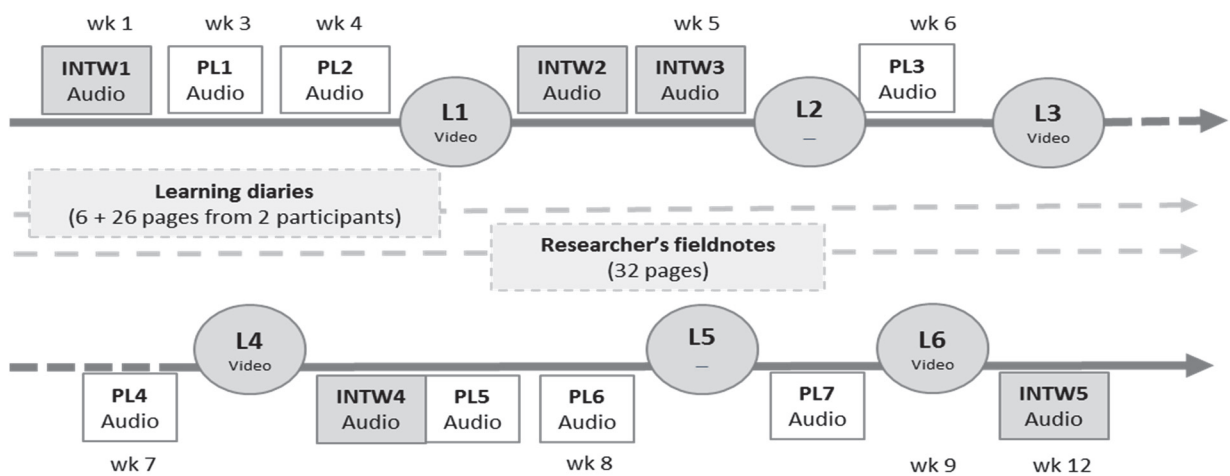 wk 1
wk 3
wk 4
wk 5
wk 6
INTW1
Audio
PL1
Audio
PL2
Audio
L1
Video
INTW2
Audio
INTW3
Audio
L2
–
PL3
Audio
L3
Video
Learning diaries
(6 + 26 pages from 2 participants)
Researcher’s fieldnotes
(32 pages)
L4
Video
L5
–
L6
Video
PL4
Audio
INTW4
Audio
PL5
Audio
PL6
Audio
PL7
Audio
INTW5
Audio
wk 7
wk 8
wk 9
wk 12